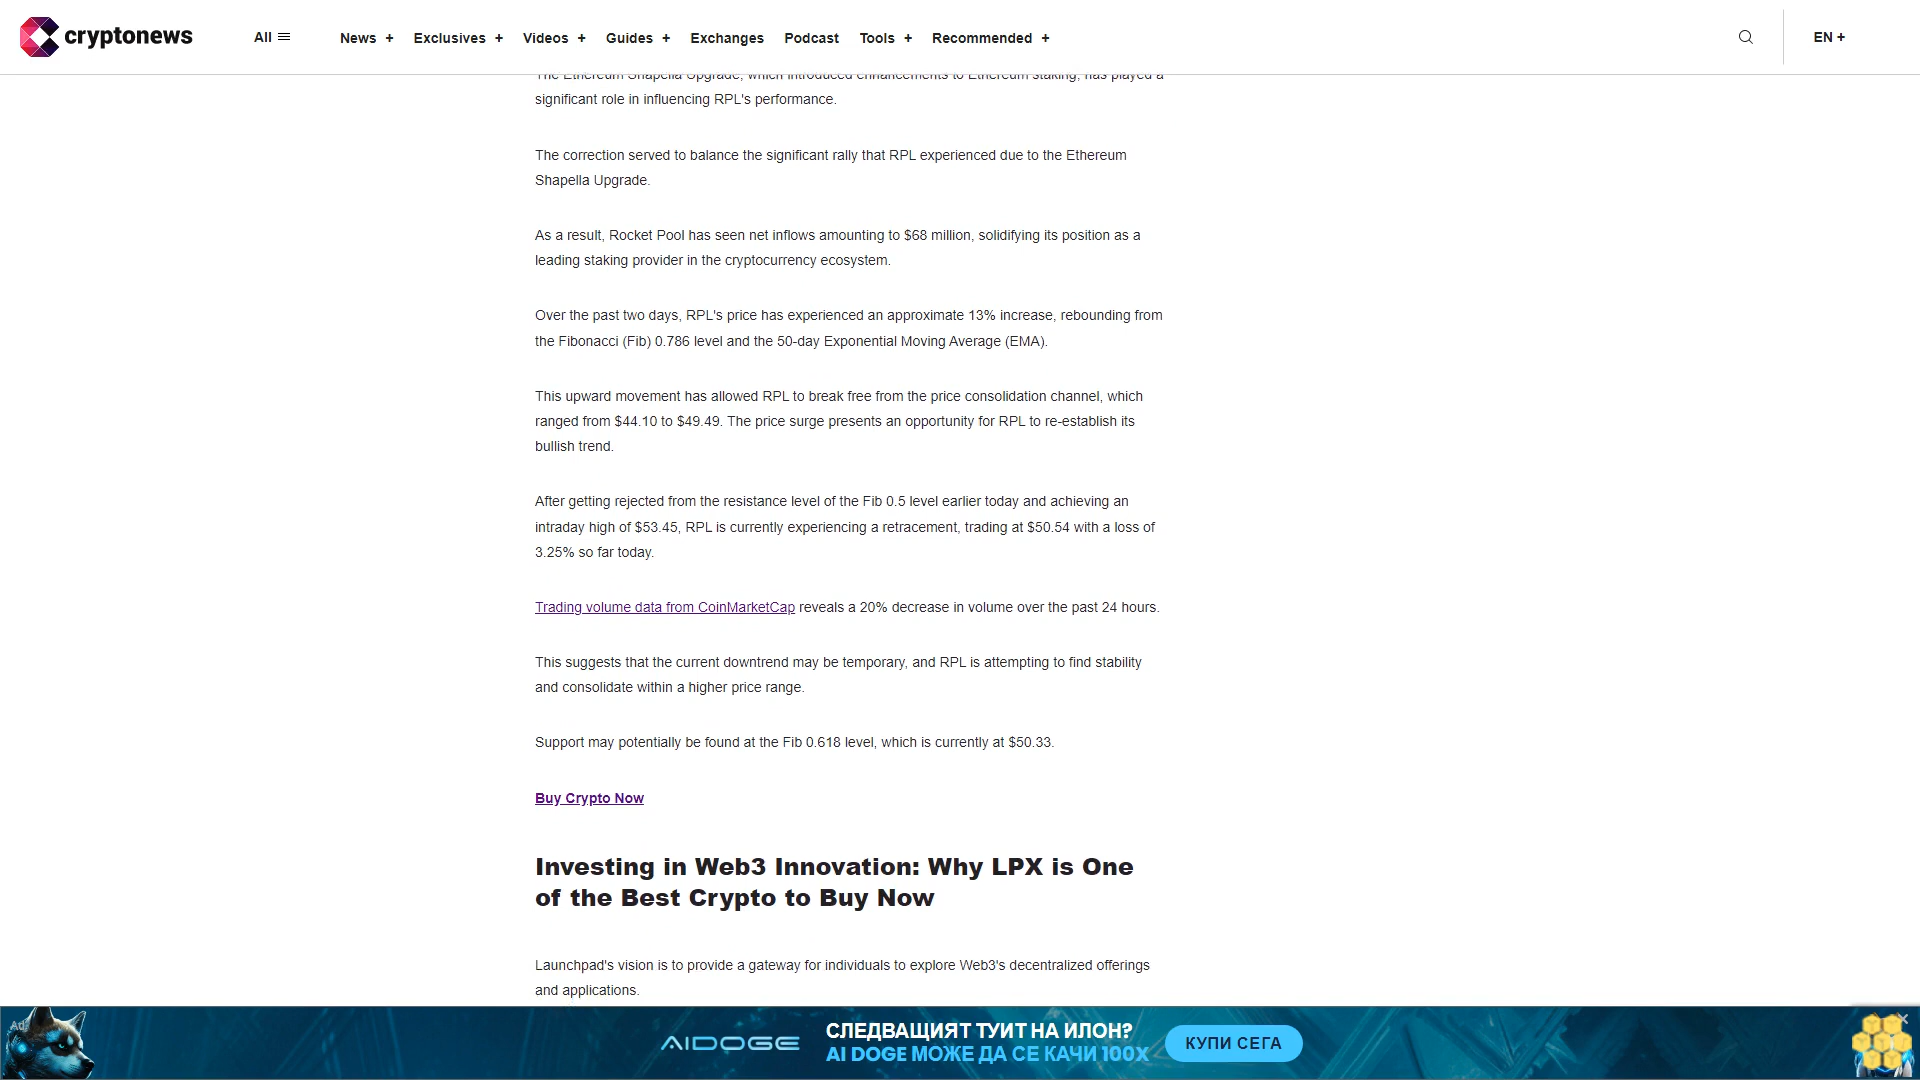 cryptonews
All
News +
Exclusives +
Videos +
Guides +
Exchanges
Podcast
Tools +
Recommended +
EN +
The Ethereum Shapella Upgrade, which introduced enhancements to Ethereum staking, has played a
significant role in influencing RPL's performance.
The correction served to balance the significant rally that RPL experienced due to the Ethereum
Shapella Upgrade.
As a result, Rocket Pool has seen net inflows amounting to $68 million, solidifying its position as a
leading staking provider in the cryptocurrency ecosystem.
Over the past two days, RPL's price has experienced an approximate 13% increase, rebounding from
the Fibonacci (Fib) 0.786 level and the 50-day Exponential Moving Average (EMA).
This upward movement has allowed RPL to break free from the price consolidation channel, which
ranged from $44.10 to $49.49. The price surge presents an opportunity for RPL to re-establish its
bullish trend.
After getting rejected from the resistance level of the Fib 0.5 level earlier today and achieving an
intraday high of $53.45, RPL is currently experiencing a retracement, trading at $50.54 with a loss of
3.25% so far today.
Trading volume data from CoinMarketCap reveals a 20% decrease in volume over the past 24 hours.
This suggests that the current downtrend may be temporary, and RPL is attempting to find stability
and consolidate within a higher price range.
Support may potentially be found at the Fib 0.618 level, which is currently at $50.33.
Buy Crypto Now
Investing in Web3 Innovation: Why LPX is One
of the Best Crypto to Buy Now
Launchpad's vision is to provide a gateway for individuals to explore Web3's decentralized offerings
and applications.
Ad
AIDOGE
СЛЕДВАЩИЯТ ТУИТ НА ИЛОН?
AI DOGE МОЖЕ ДА СЕ КАЧИ 100X
КУПИ СЕГА